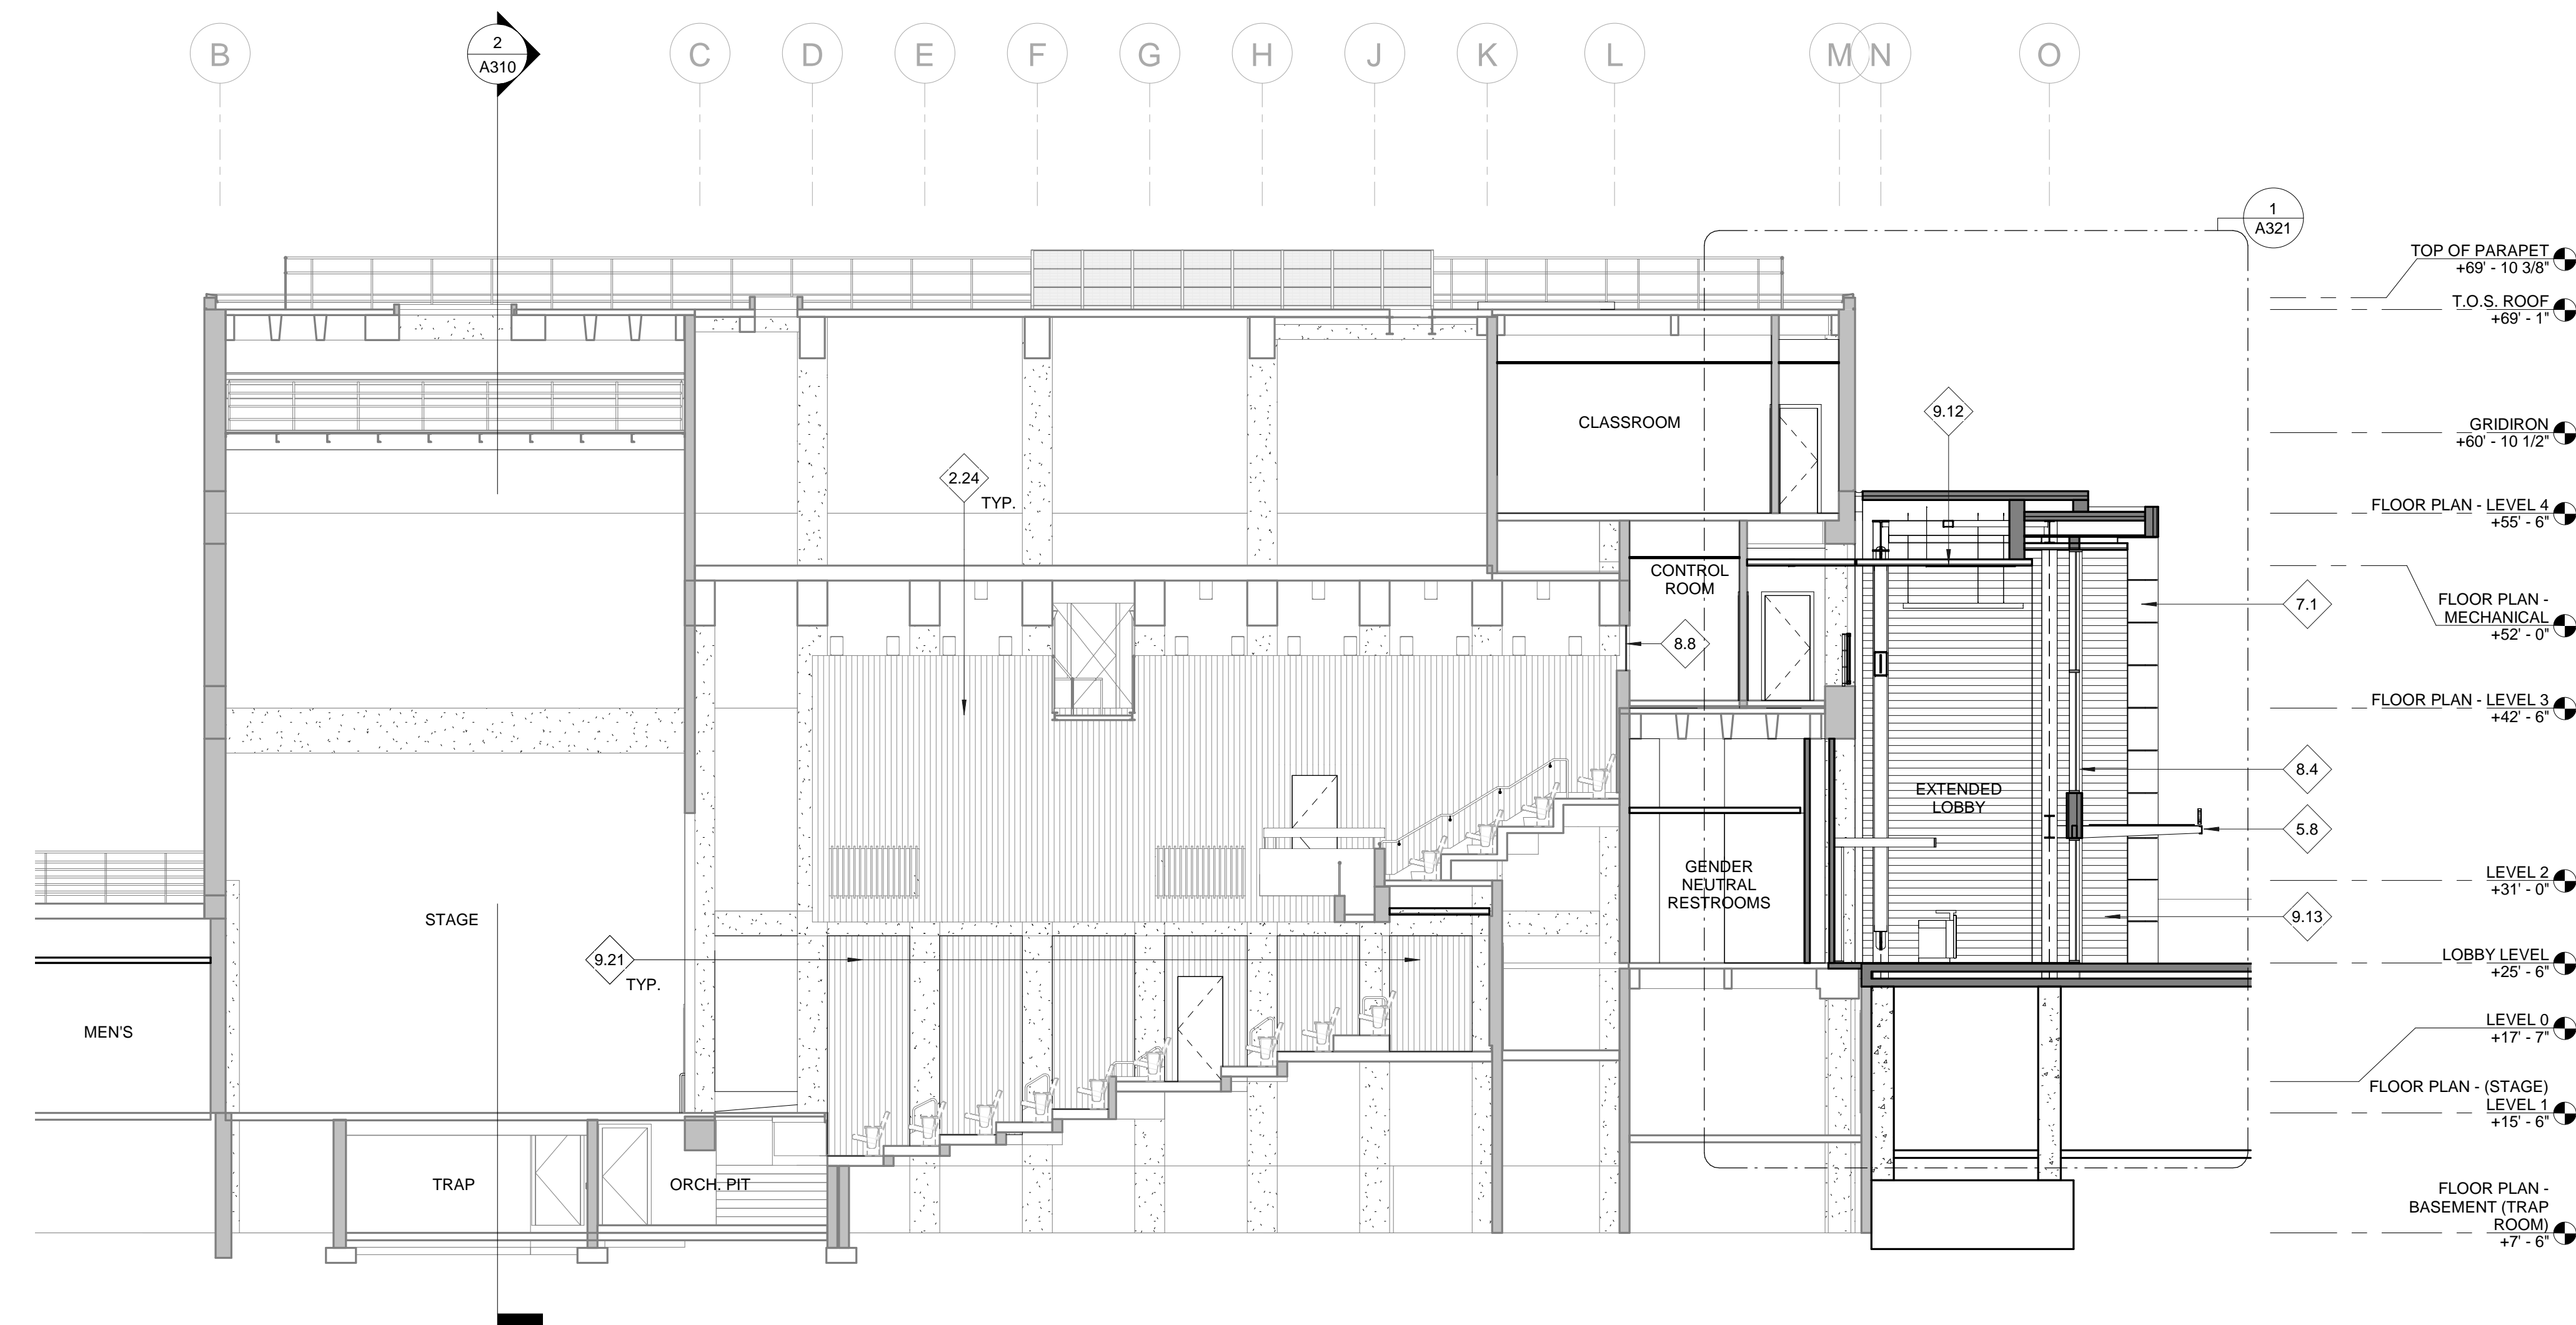 B
2
A310
C
D
E
F
G
H
J
K
L
M
N
O
1
A321
TOP OF PARAPET
+69' - 10 3/8"
T.O.S. ROOF
+69' - 1"
GRIDIRON
+60' - 10 1/2"
FLOOR PLAN - LEVEL 4
+55' - 6"
FLOOR PLAN -
MECHANICAL
+52' - 0"
FLOOR PLAN - LEVEL 3
+42' - 6"
LEVEL 2
+31' - 0"
LOBBY LEVEL
+25' - 6"
LEVEL 0
+17' - 7"
FLOOR PLAN - (STAGE)
LEVEL 1
+15' - 6"
FLOOR PLAN -
BASEMENT (TRAP
ROOM)
+7' - 6"
CLASSROOM
9.12
2.24
TYP.
CONTROL
ROOM
8.8
7.1
8.4
5.8
9.13
EXTENDED
LOBBY
GENDER
NEUTRAL
RESTROOMS
STAGE
9.21
TYP.
MEN'S
TRAP
ORCH. PIT